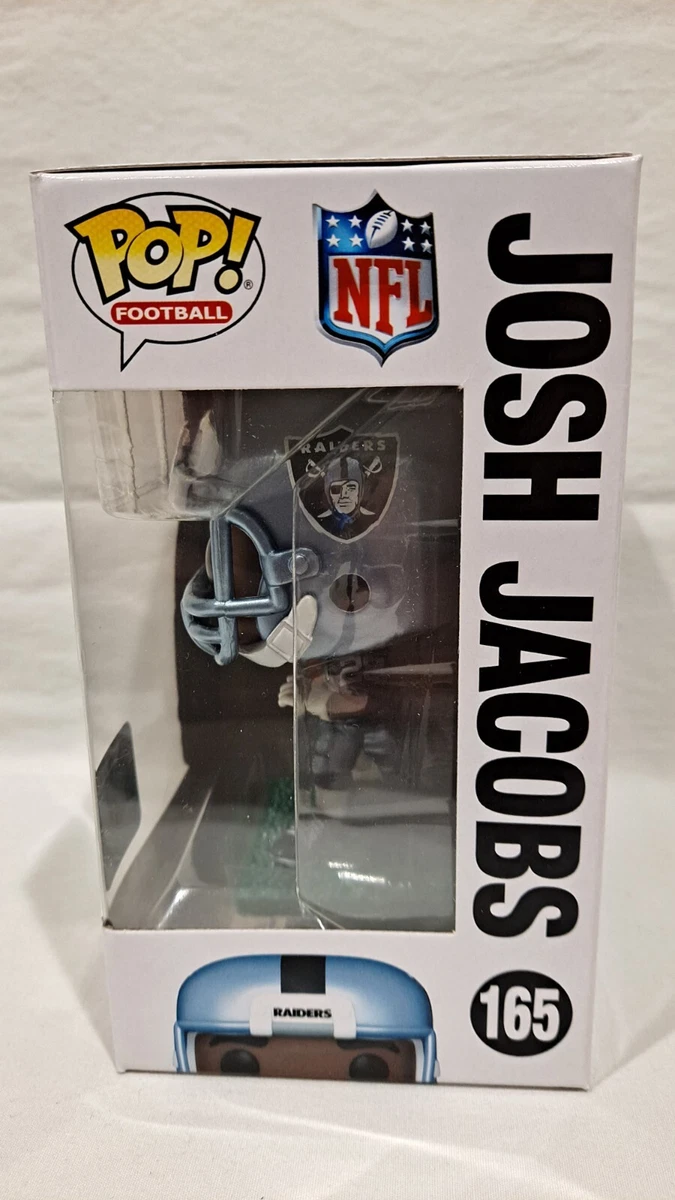 POP!®
FOOTBALL
NFL
JOSH JACOBS
RAIDERS
RAIDERS
165